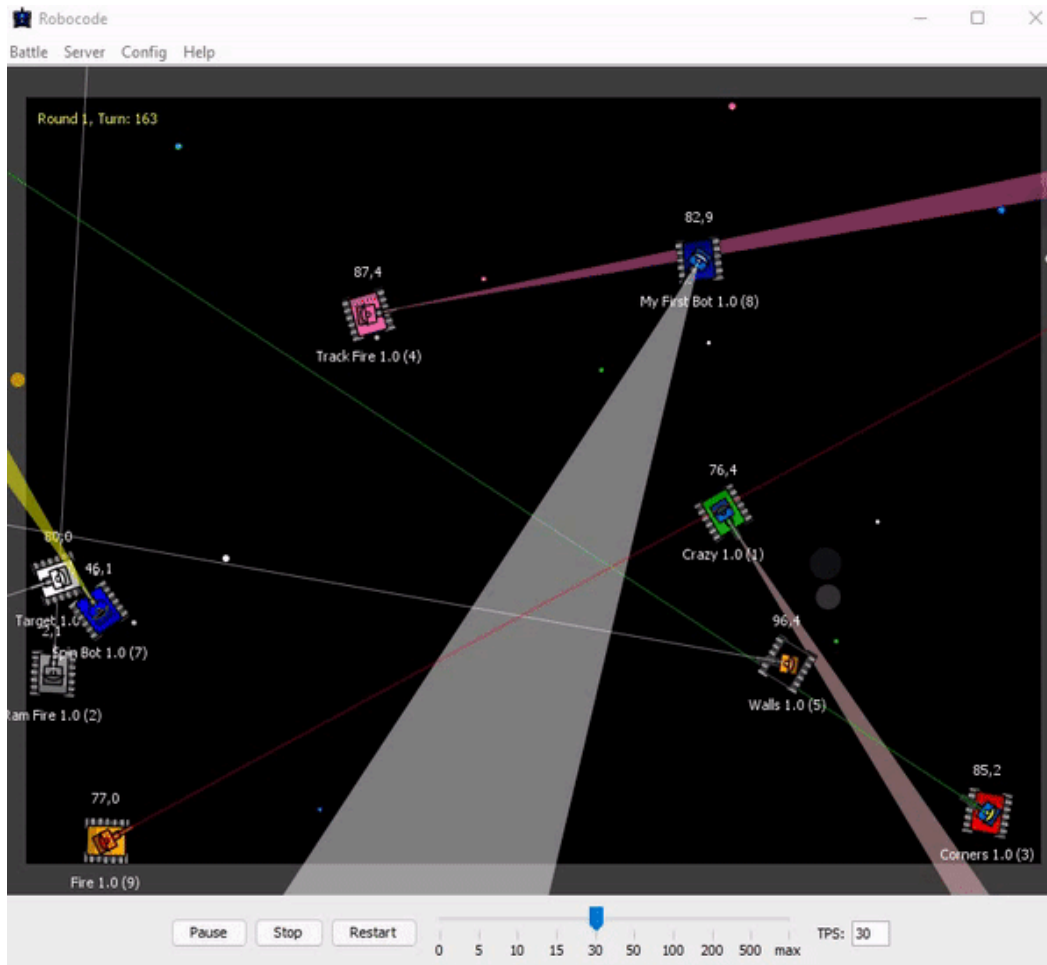 Robocode
Battle Server Config Help
Round 1, Turn: 163
82,9
My First Bot 1.0 (8)
87,4
Track Fire 1.0 (4)
76,4
Crazy 1.0 (1)
80,0
46,1
Target 1.0
2,1
Spin Bot 1.0 (7)
96,4
Walls 1.0 (5)
Ram Fire 1.0 (2)
85,2
Corners 1.0 (3)
77,0
Fire 1.0 (9)
Pause Stop Restart
0 5 10 15 30 50 100 200 500 max
TPS: 30